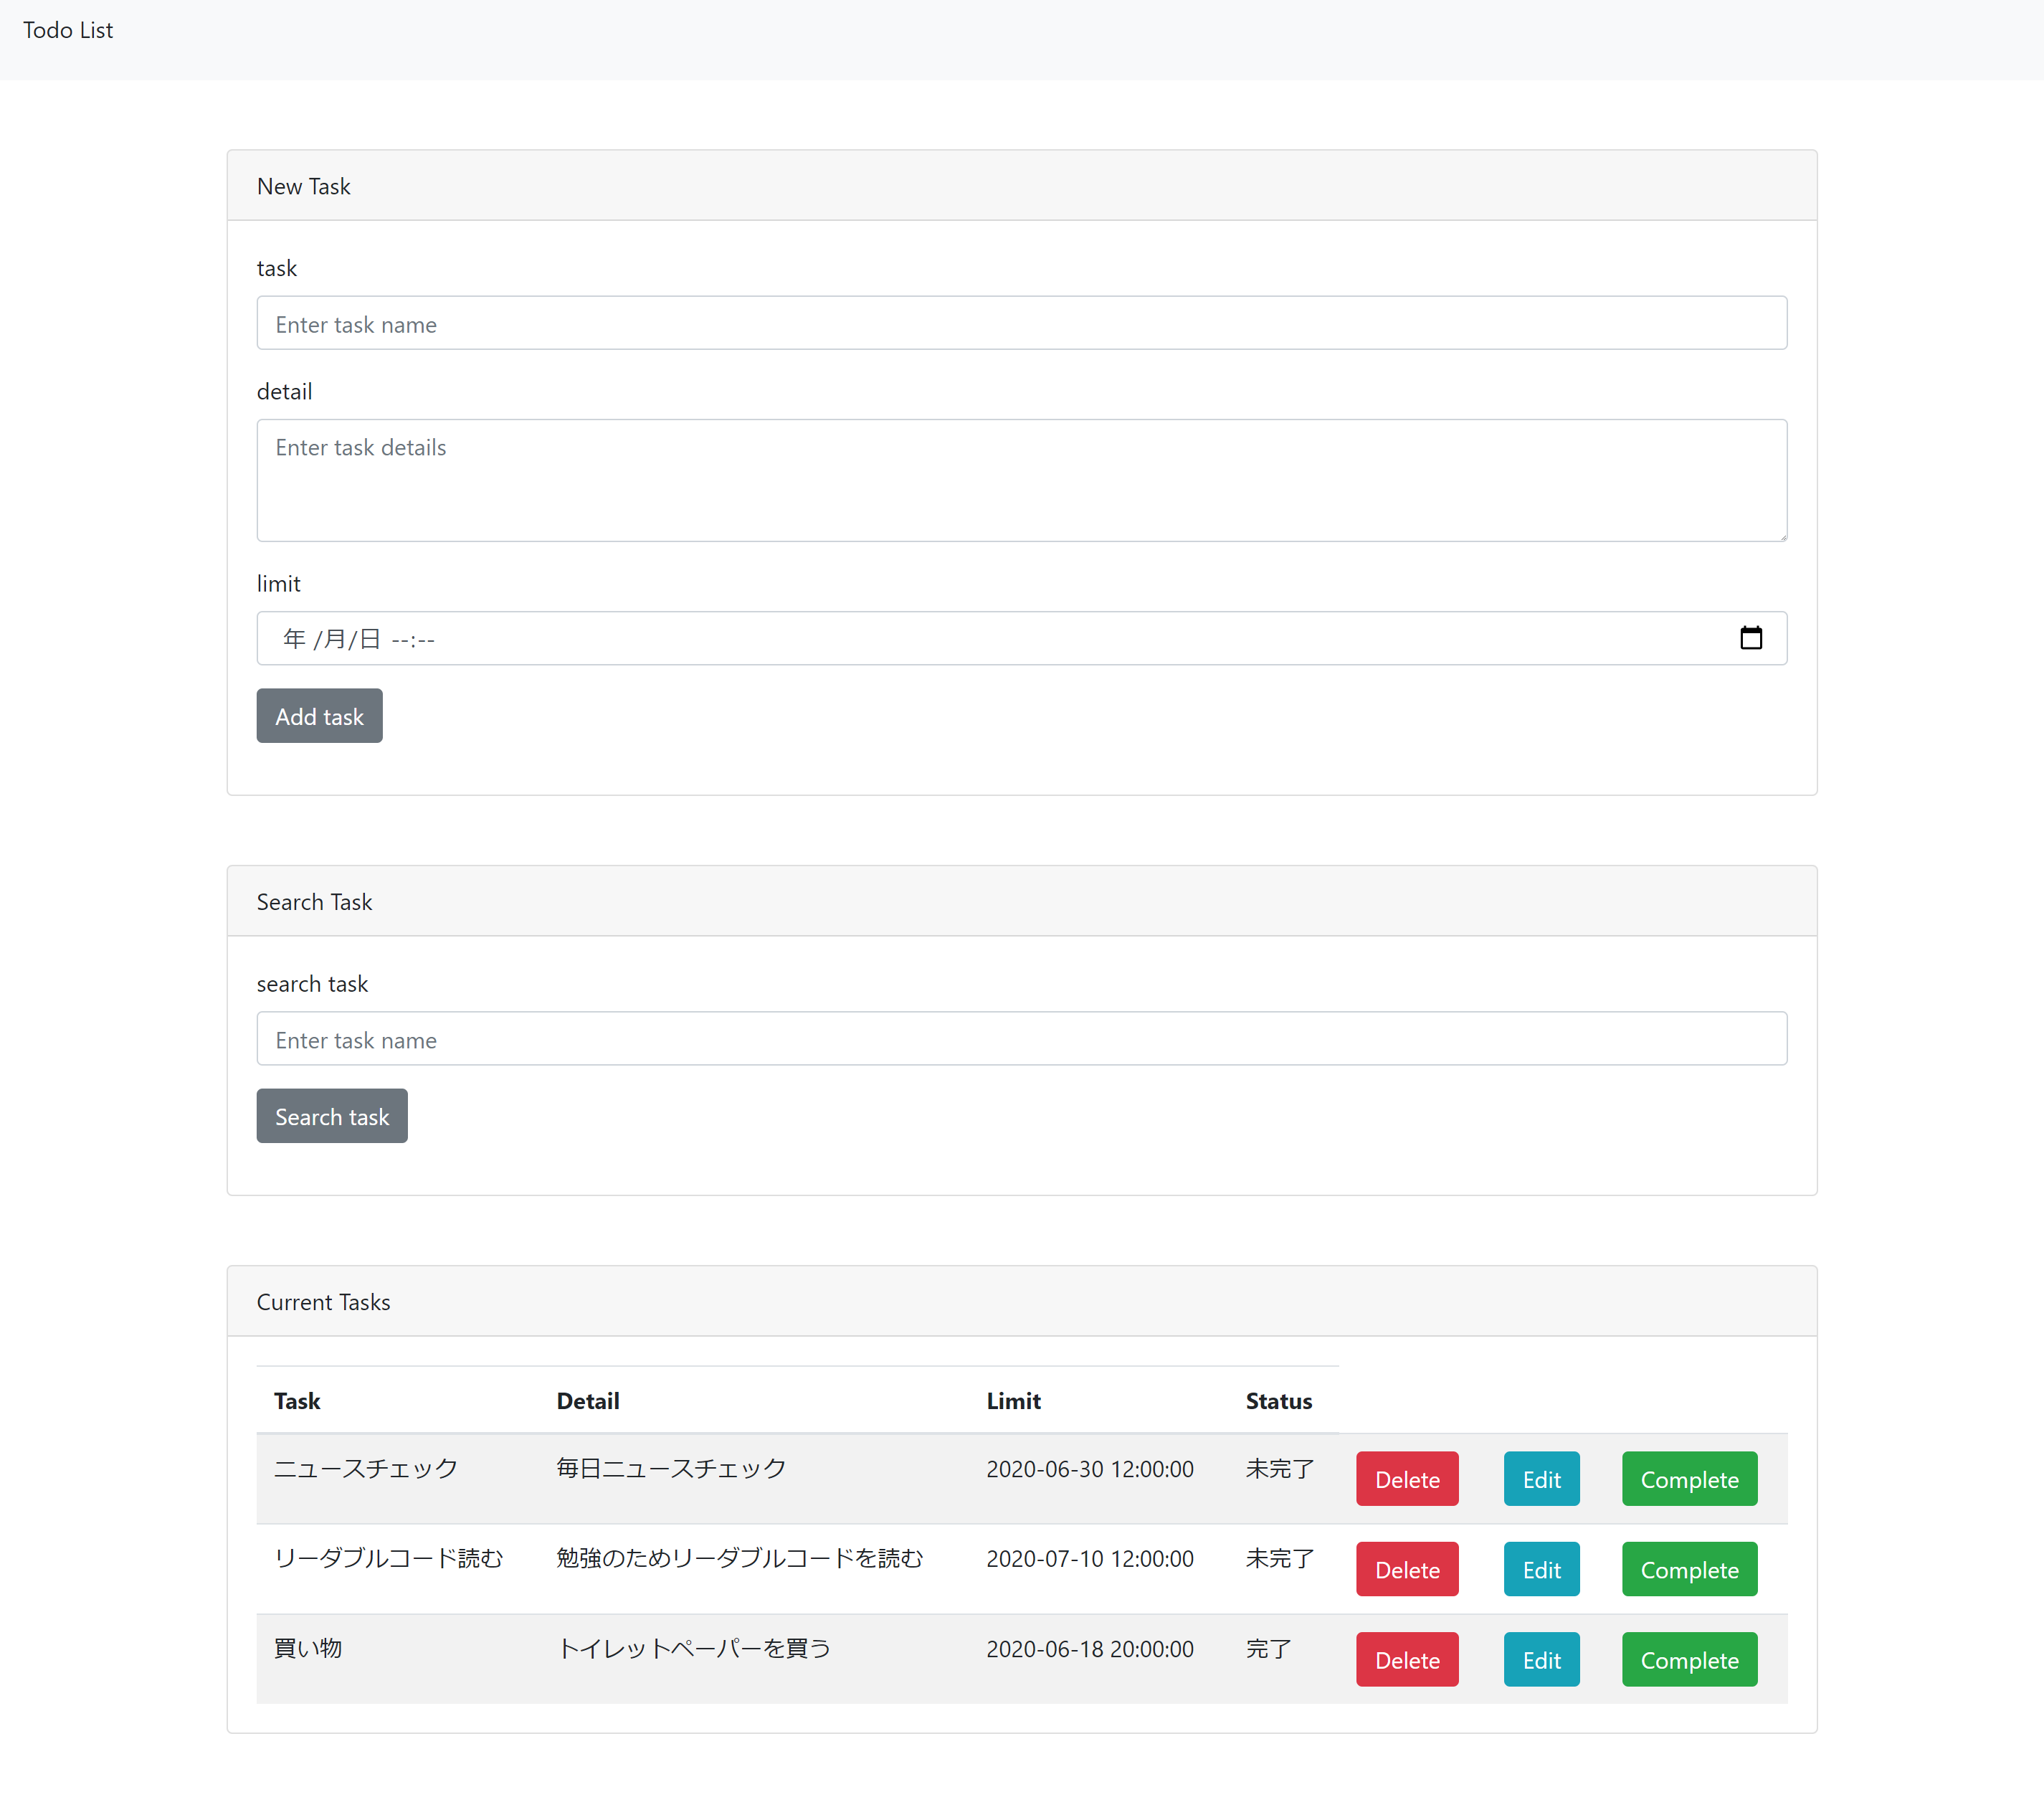 Todo List
New Task
task
Enter task name
detail
Enter task details
limit
年 /月/日 --:--
Add task
Search Task
search task
Enter task name
Search task
Current Tasks
Task Detail Limit Status
ニュースチェック 毎日ニュースチェック 2020-06-30 12:00:00 未完了 Delete Edit Complete
リーダブルコード読む 勉強のためリーダブルコードを読む 2020-07-10 12:00:00 未完了 Delete Edit Complete
買い物 トイレットペーパーを買う 2020-06-18 20:00:00 完了 Delete Edit Complete